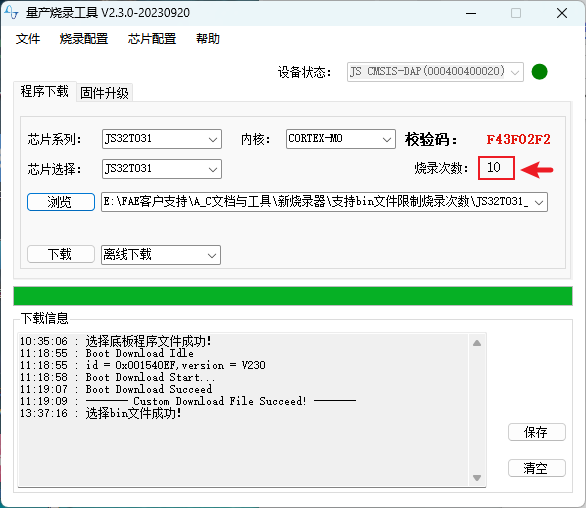 量产烧录工具 V2.3.0-20230920
文件 烧录配置 芯片配置 帮助
设备状态： JS CMSIS-DAP(000400400020)
程序下载 固件升级
芯片系列： JS32T031 内核： CORTEX-M0 校验码： F43F02F2
芯片选择： JS32T031 烧录次数： 10
浏览 E:\FAE客户支持\A_C文档与工具\新烧录器\支持bin文件限制烧录次数\JS32T031_
下载 离线下载
下载信息
10:35:06 : 选择底板程序文件成功!
11:18:55 : Boot Download Idle
11:18:55 : id = 0x001540EF,version = V230
11:18:58 : Boot Download Start...
11:19:07 : Boot Download Succeed
11:19:09 : ────── Custom Download File Succeed! ──────
13:37:16 : 选择bin文件成功!
保存
清空